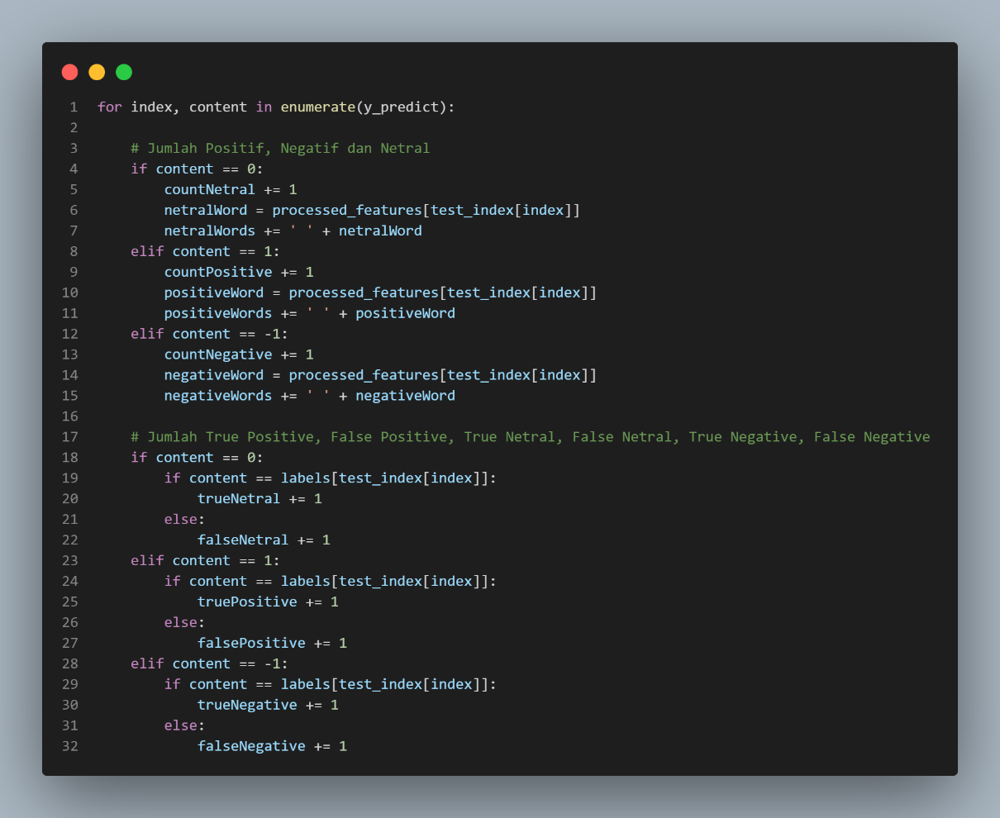 1 for index, content in enumerate(y_predict):
2
3     # Jumlah Positif, Negatif dan Netral
4     if content == 0:
5         countNetral += 1
6         netralWord = processed_features[test_index[index]]
7         netralWords += ' ' + netralWord
8     elif content == 1:
9         countPositive += 1
10         positiveWord = processed_features[test_index[index]]
11         positiveWords += ' ' + positiveWord
12     elif content == -1:
13         countNegative += 1
14         negativeWord = processed_features[test_index[index]]
15         negativeWords += ' ' + negativeWord
16
17     # Jumlah True Positive, False Positive, True Netral, False Netral, True Negative, False Negative
18     if content == 0:
19         if content == labels[test_index[index]]:
20             trueNetral += 1
21         else:
22             falseNetral += 1
23     elif content == 1:
24         if content == labels[test_index[index]]:
25             truePositive += 1
26         else:
27             falsePositive += 1
28     elif content == -1:
29         if content == labels[test_index[index]]:
30             trueNegative += 1
31         else:
32             falseNegative += 1